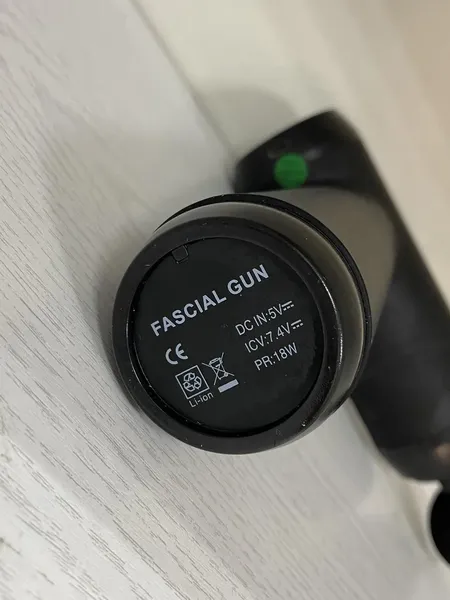 FASCIAL GUN
CE
DC IN:5V⎓
ICV:7.4V⎓
PR:18W
Li-ion